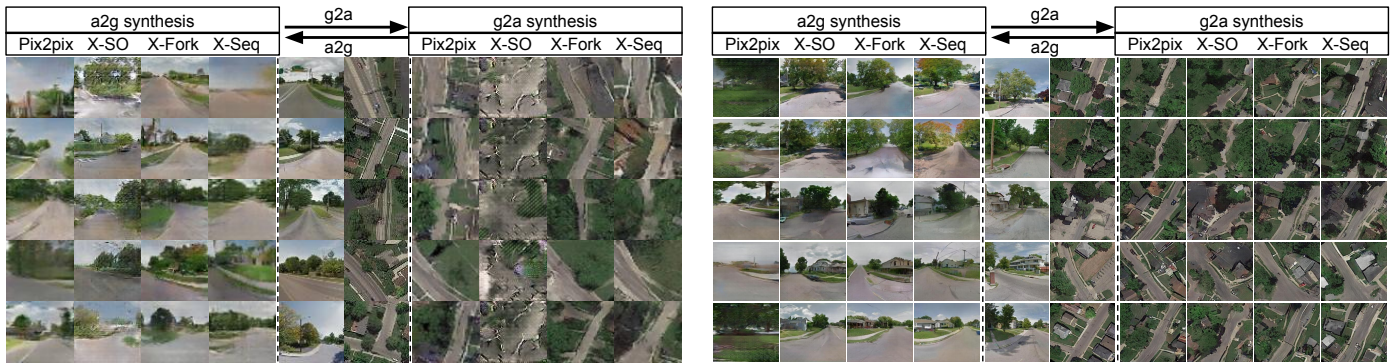 a2g synthesis
g2a
g2a synthesis
Pix2pix X-SO X-Fork X-Seq
a2g
Pix2pix X-SO X-Fork X-Seq
a2g synthesis
g2a
g2a synthesis
Pix2pix X-SO X-Fork X-Seq
a2g
Pix2pix X-SO X-Fork X-Seq